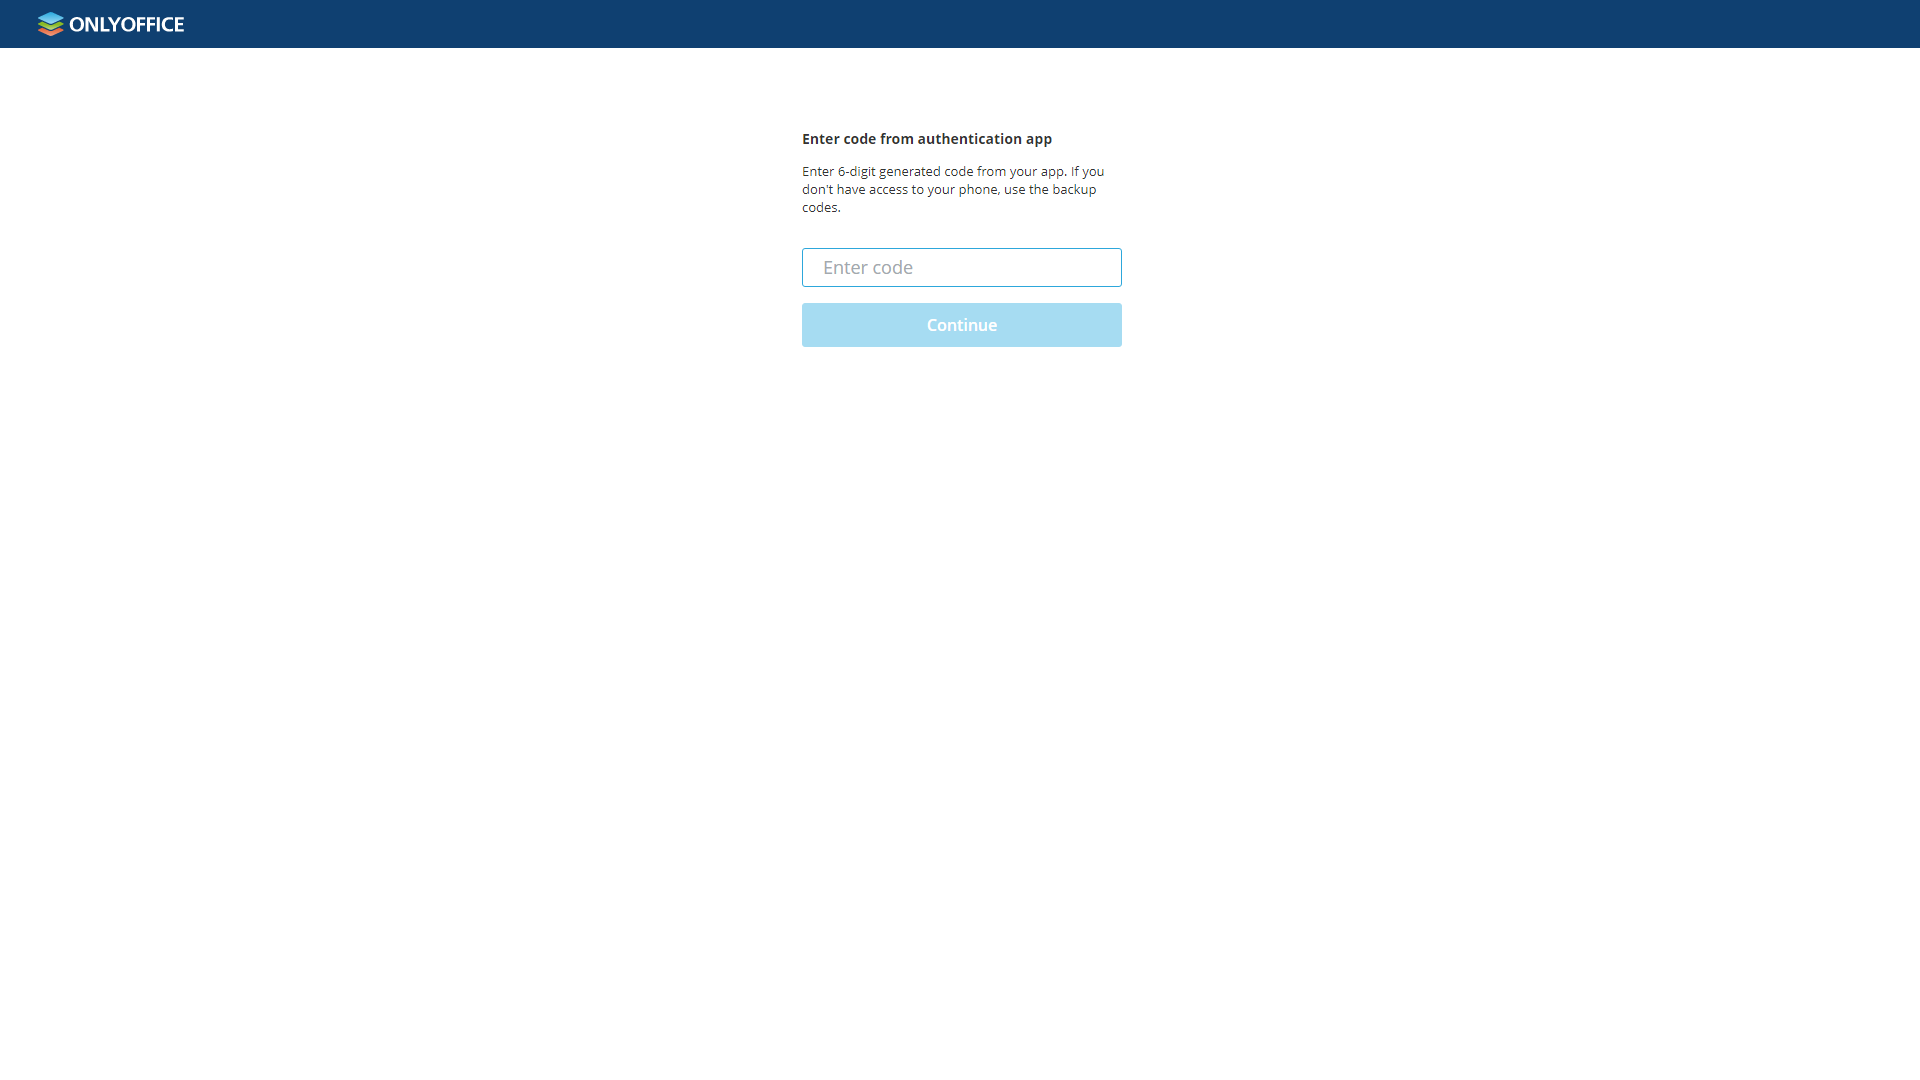 ONLYOFFICE
Enter code from authentication app
Enter 6-digit generated code from your app. If you
don't have access to your phone, use the backup
codes.
Enter code
Continue